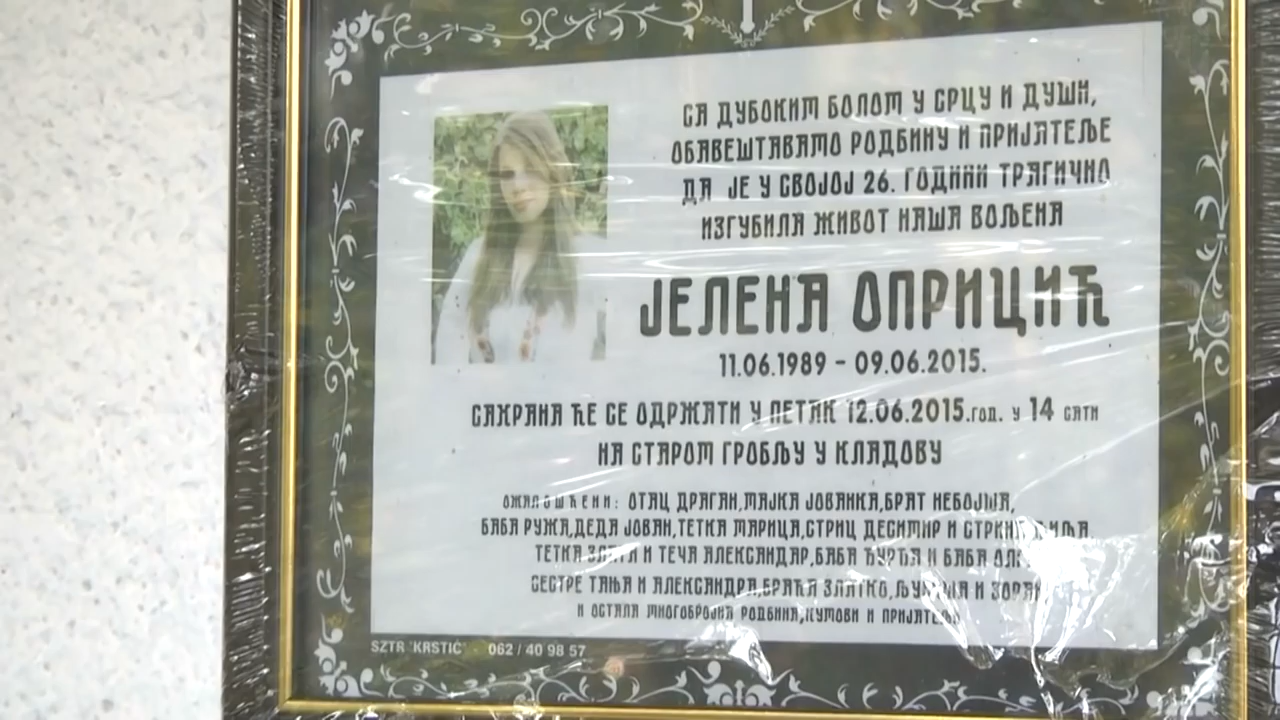 СА ДУБОКИМ БОЛОМ У СРЦУ И ДУШИ,
ОБАВЕШТАВАМО РОДБИНУ И ПРИЈАТЕЉЕ
ДА ЈЕ У СВОЈОЈ 26. ГОДИНИ ТРАГИЧНО
ИЗГУБИЛА ЖИВОТ НАША ВОЉЕНА
ЈЕЛЕНА ОПРИЦИЋ
11.06.1989 - 09.06.2015.
САХРАНА ЋЕ СЕ ОДРЖАТИ У ПЕТАК 12.06.2015.год. у 14 сати
НА СТАРОМ ГРОБЉУ У КЛАДОВУ
ОЖАЛОШЋЕНИ: ОТАЦ ДРАГАН,МАЈКА ЈОВАНКА,БРАТ НЕБОЈША,
БАБА РУЖА,ДЕДА ЈОВАН,ТЕТКА МАРИЦА,СТРИЦ ДЕСИМИР И СТРИНА
ТЕТКА ЗЛАТА И ТЕЧА АЛЕКСАНДАР,БАБА ЂУРЂА И БАБА
СЕСТРЕ ТАЊА И АЛЕКСАНДРА,БРАЋА ЗЛАТКО, И ЗОРАН
И ОСТАЛА МНОГОБРОЈНА РОДБИНА,КУМОВИ И ПРИЈАТЕЉИ
SZTR "KRSTIĆ" 062 / 40 98 57